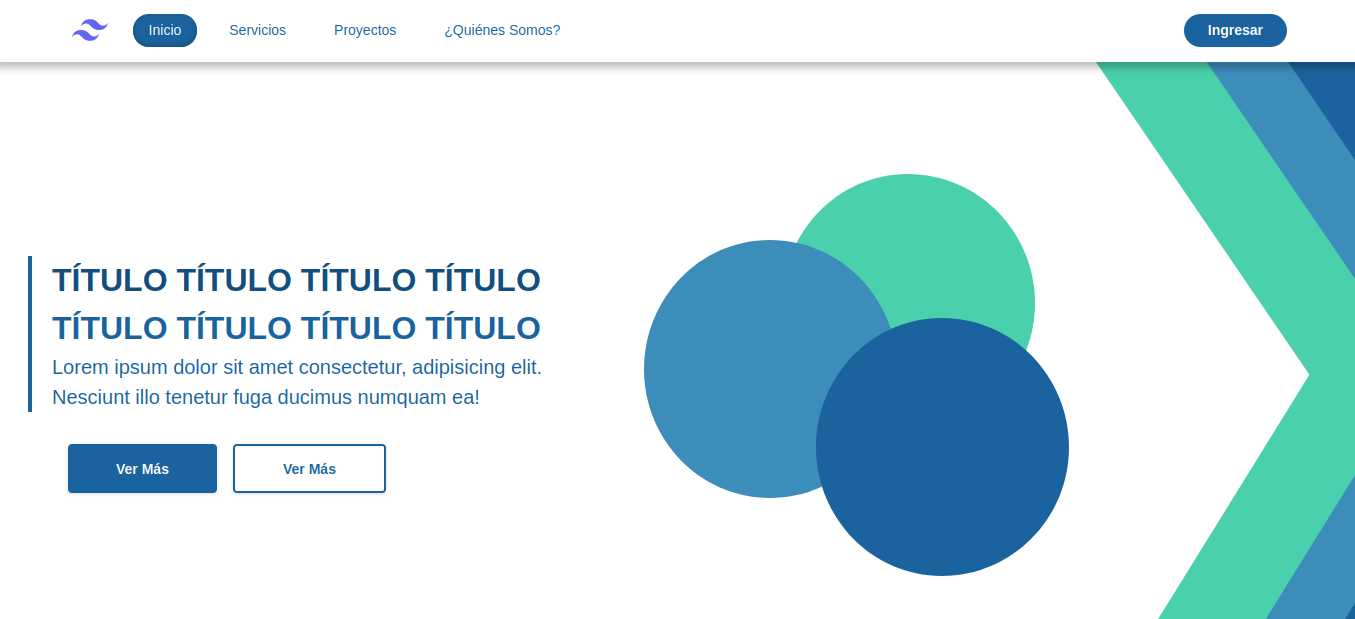 Inicio
Servicios
Proyectos
¿Quiénes Somos?
Ingresar
TÍTULO TÍTULO TÍTULO TÍTULO
TÍTULO TÍTULO TÍTULO TÍTULO
Lorem ipsum dolor sit amet consectetur, adipisicing elit.
Nesciunt illo tenetur fuga ducimus numquam ea!
Ver Más
Ver Más